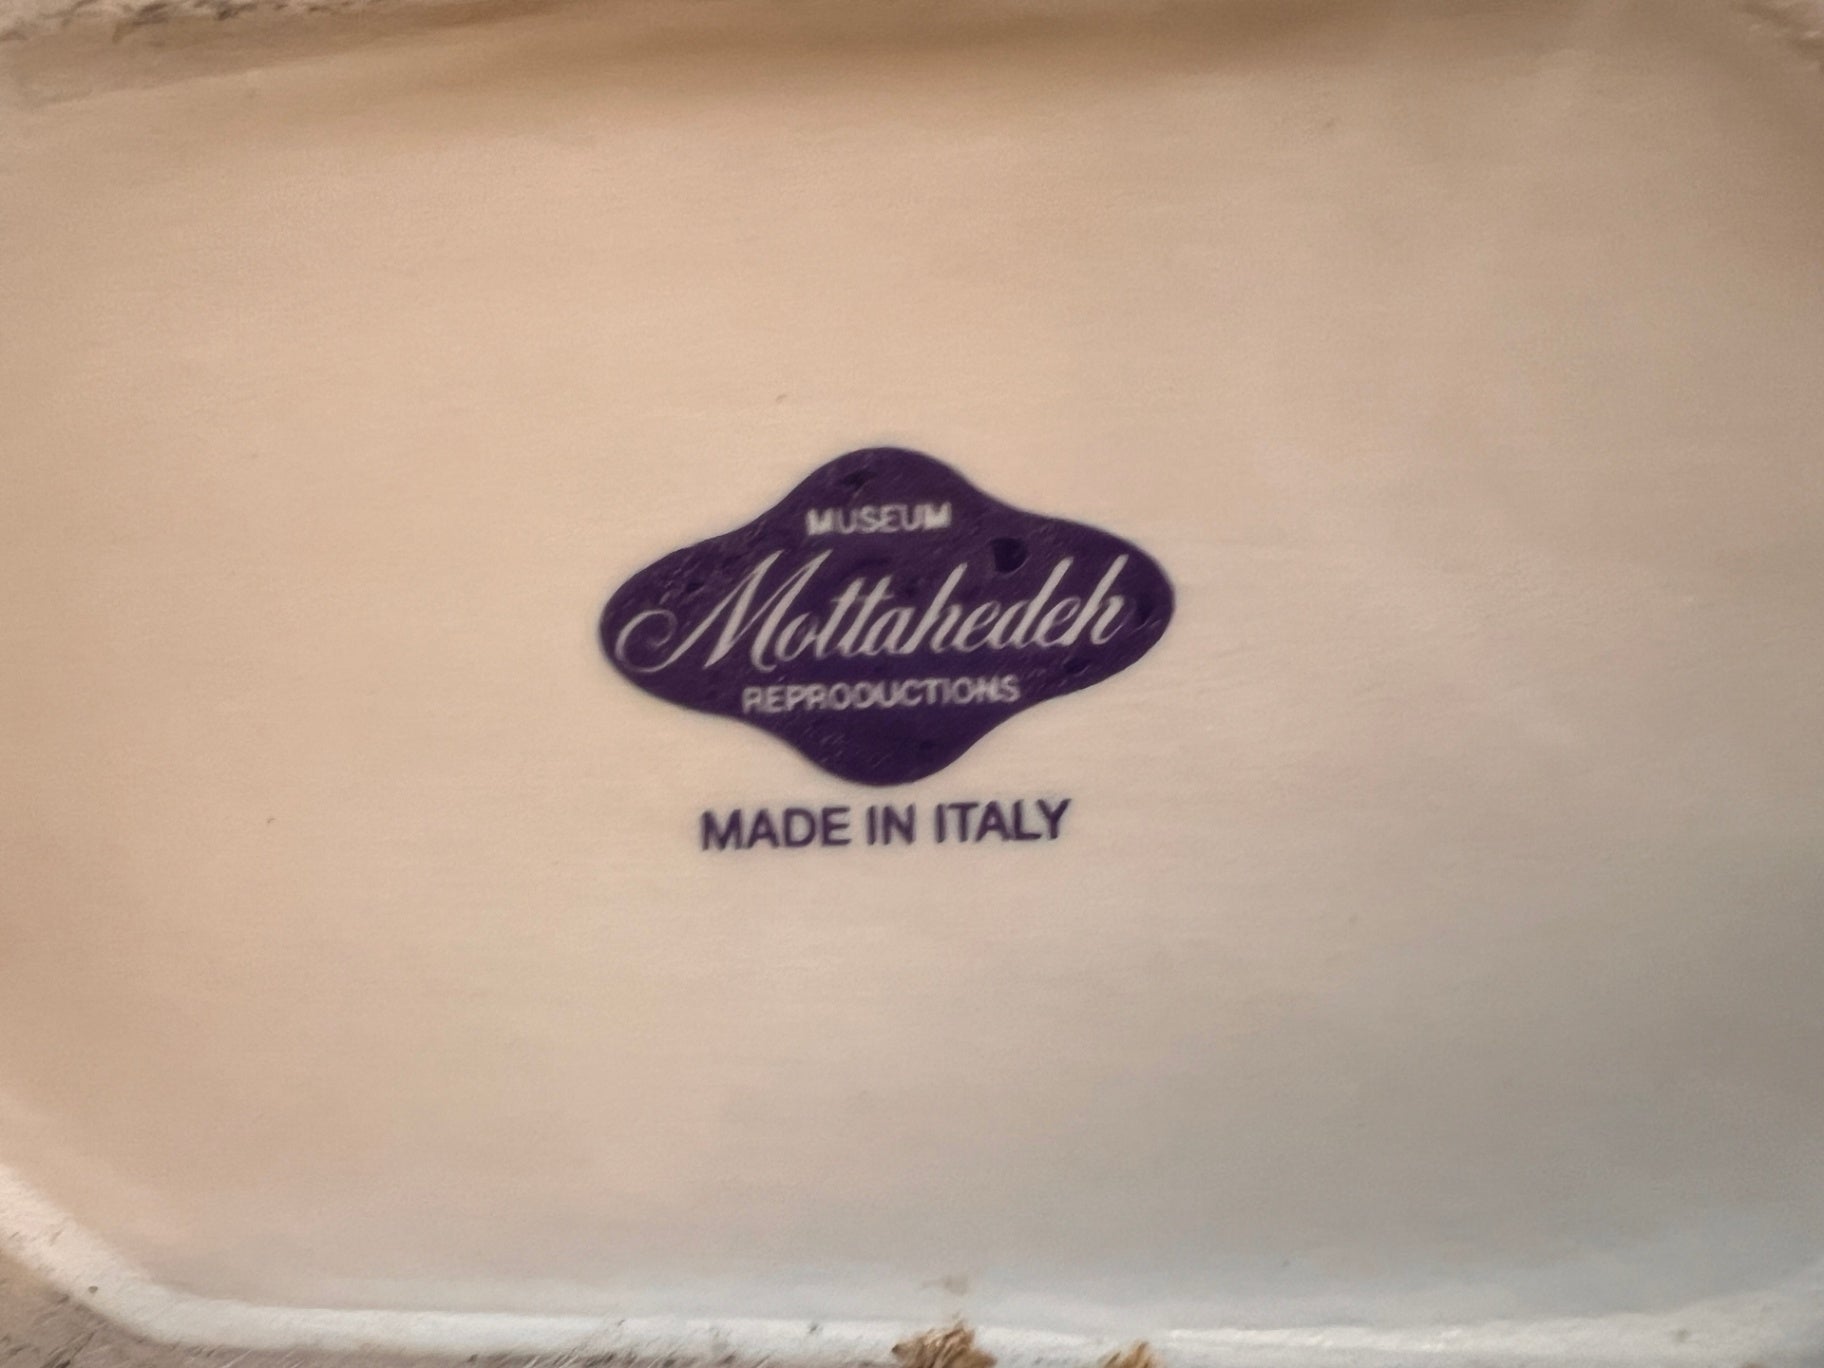 MUSEUM
Mottahedeh
REPRODUCTIONS
MADE IN ITALY